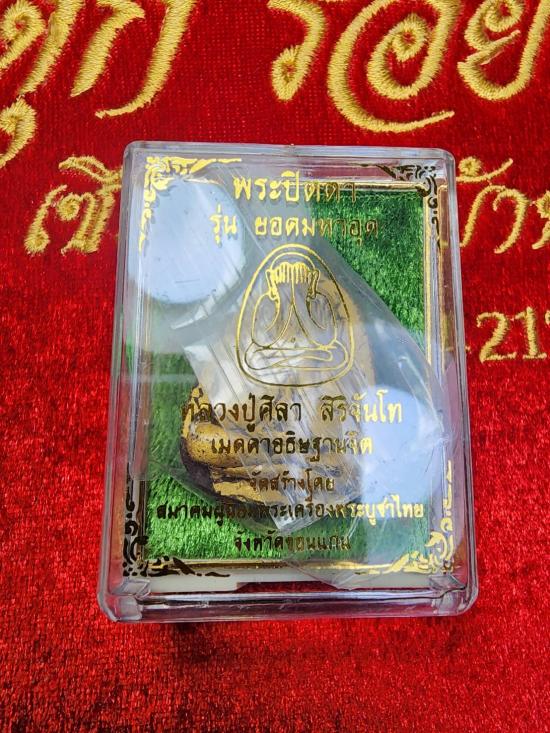 ร้อย
พระปิดตา
รุ่น ยอดมหาอุด
หลวงปู่ศิลา สิริจันโท
เมตตาอธิษฐานจิต
จัดสร้างโดย
สมาคมผู้นิยมพระเครื่องพระบูชาไทย
จังหวัดขอนแก่น